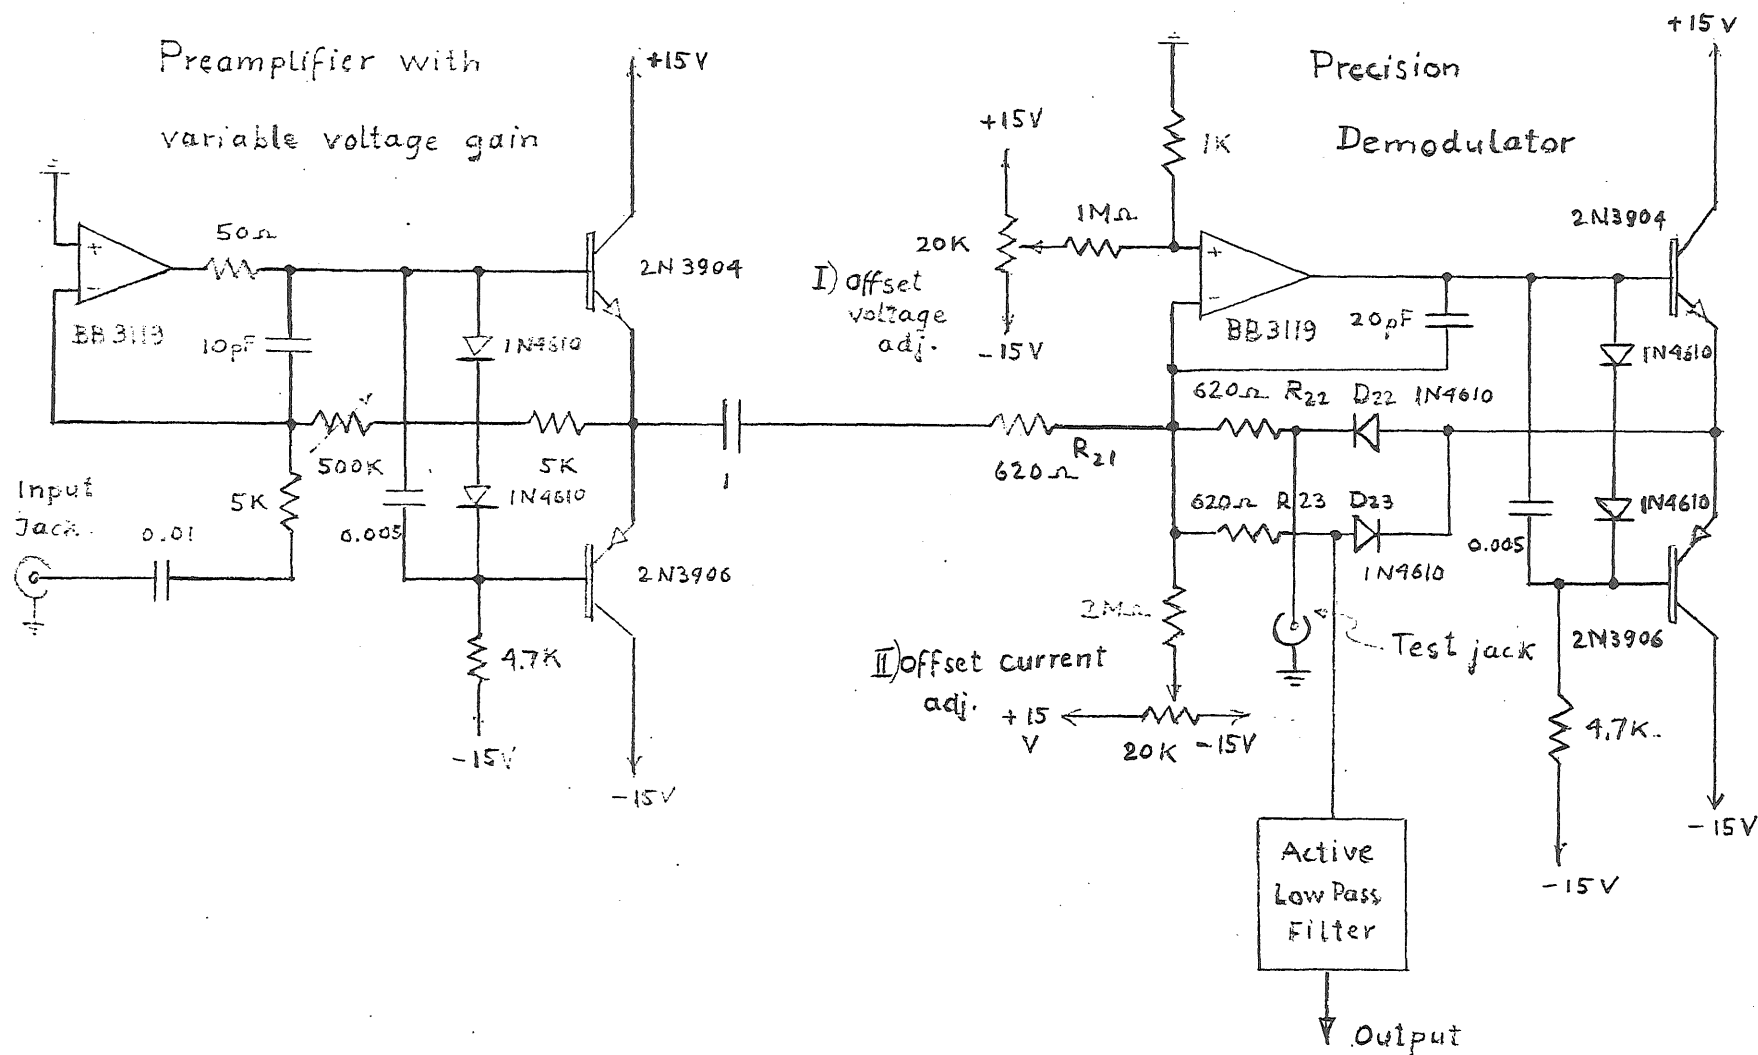 Preamplifier with
variable voltage gain
+15V
50Ω
+
−
BB3119
10pF
2N3904
1N4610
500K
5K
1N4610
5K
Input
Jack
0.01
0.005
2N3906
4.7K
-15V
-15V
1
Precision
Demodulator
+15V
+15V
1K
1MΩ
20K
I) Offset
voltage
adj.
-15V
+
−
BB3119
20pF
2N3904
1N4610
620Ω R22 D22 1N4610
R21
620Ω
620Ω R23 D23
1N4610
1N4610
0.005
2N3906
Test jack
II) Offset current
adj.
+15
V
20K
-15V
4.7K
-15V
-15V
Active
Low Pass
Filter
Output